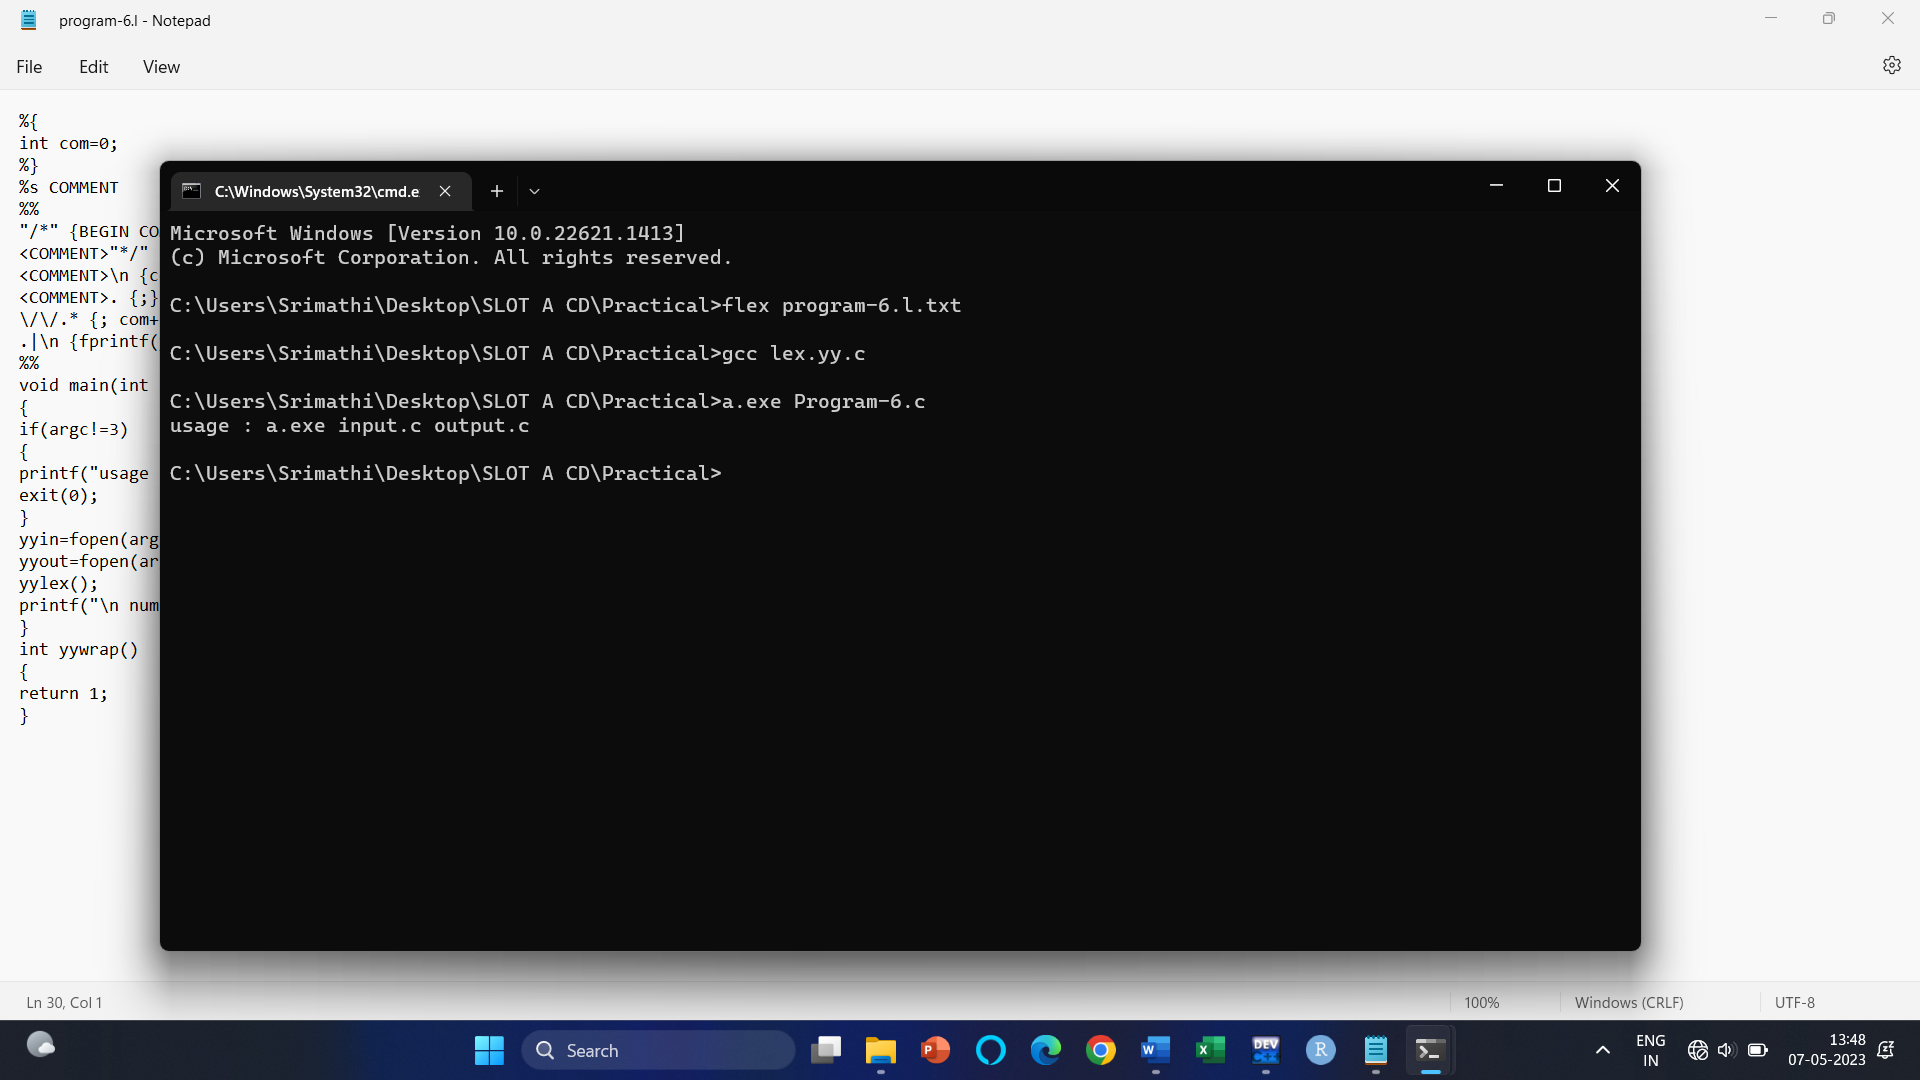 program-6.l - Notepad
File Edit View
%{
int com=0;
%}
%s COMMENT
%%
"/*" {BEGIN CO
<COMMENT>"*/"
<COMMENT>\n {c
<COMMENT>. {;}
\/\/.* {; com+
.|\n {fprintf(
%%
void main(int
{
if(argc!=3)
{
printf("usage
exit(0);
}
yyin=fopen(arg
yyout=fopen(ar
yylex();
printf("\n num
}
int yywrap()
{
return 1;
}
C:\Windows\System32\cmd.e
Microsoft Windows [Version 10.0.22621.1413]
(c) Microsoft Corporation. All rights reserved.
C:\Users\Srimathi\Desktop\SLOT A CD\Practical>flex program-6.l.txt
C:\Users\Srimathi\Desktop\SLOT A CD\Practical>gcc lex.yy.c
C:\Users\Srimathi\Desktop\SLOT A CD\Practical>a.exe Program-6.c
usage : a.exe input.c output.c
C:\Users\Srimathi\Desktop\SLOT A CD\Practical>
Ln 30, Col 1 100% Windows (CRLF) UTF-8
Search
P
W
X
DEV
C++
R
ENG
IN
13:48
07-05-2023